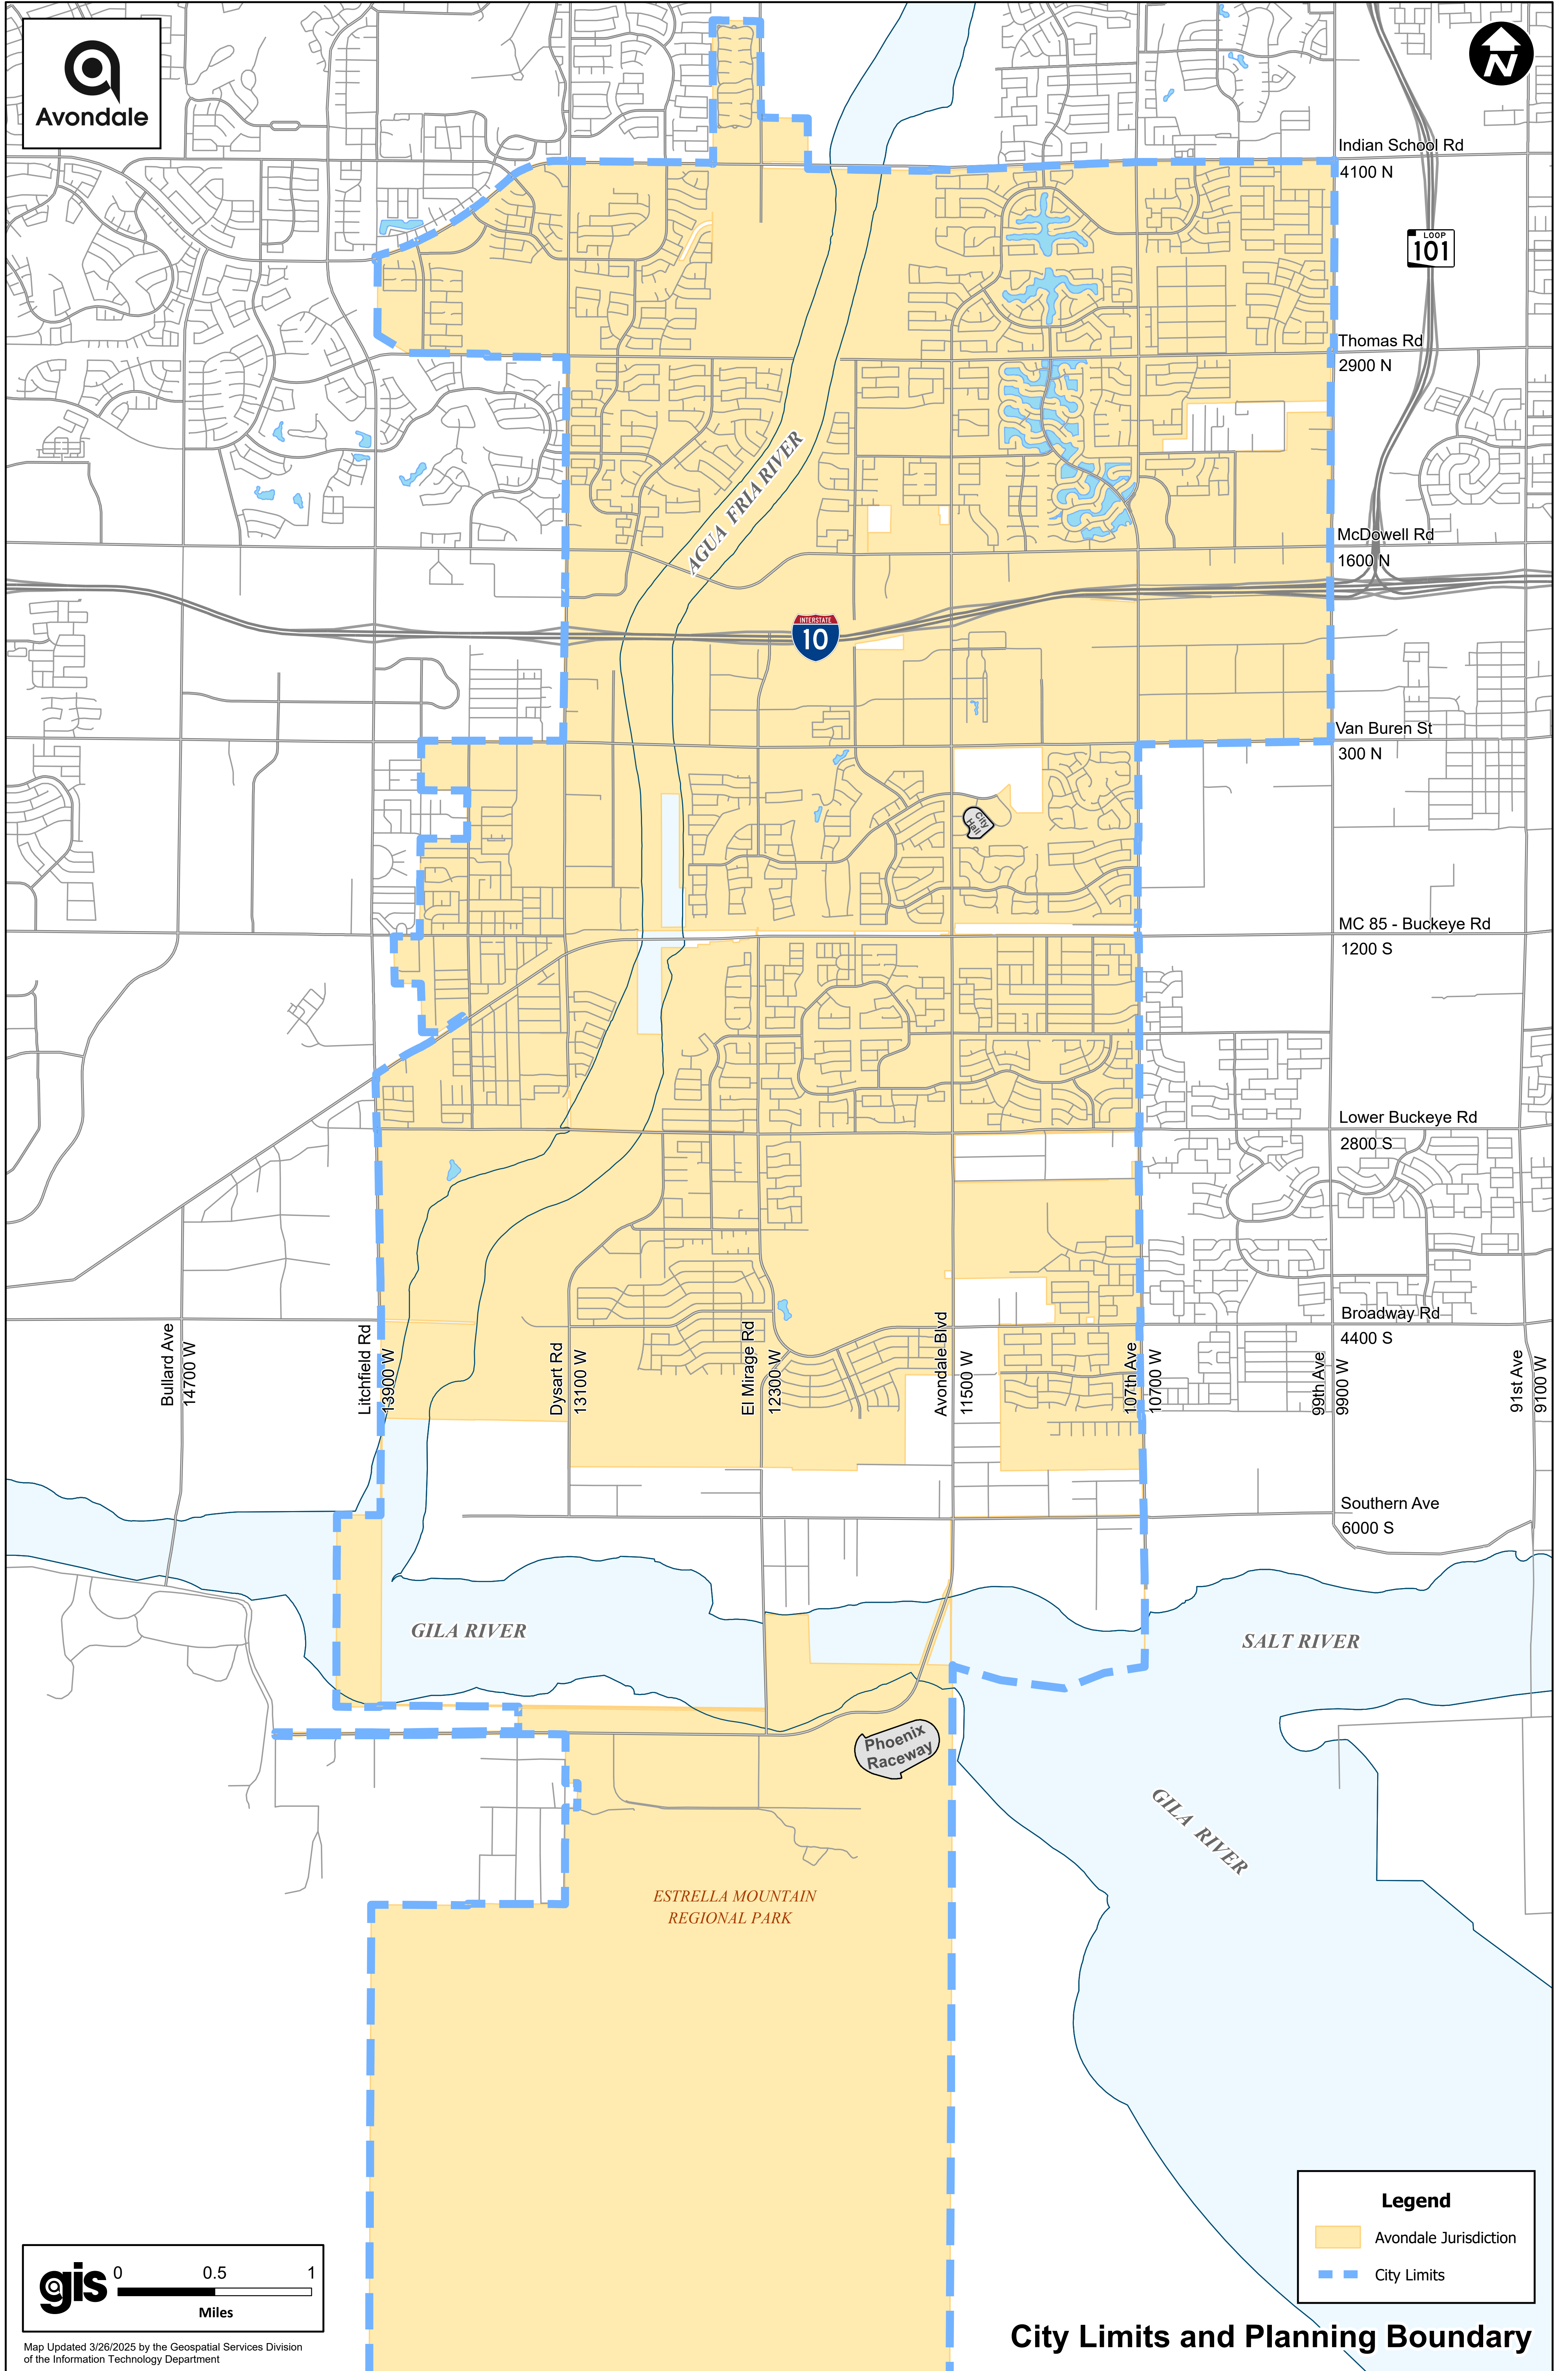 Avondale
N
Indian School Rd
4100 N
LOOP
101
Thomas Rd
2900 N
AGUA FRIA RIVER
McDowell Rd
1600 N
INTERSTATE
10
Van Buren St
300 N
City
Hall
MC 85 - Buckeye Rd
1200 S
Lower Buckeye Rd
2800 S
Broadway Rd
4400 S
Bullard Ave
14700 W
Litchfield Rd
13900 W
Dysart Rd
13100 W
El Mirage Rd
12300 W
Avondale Blvd
11500 W
107th Ave
10700 W
99th Ave
9900 W
91st Ave
9100 W
Southern Ave
6000 S
GILA RIVER
SALT RIVER
Phoenix
Raceway
GILA RIVER
ESTRELLA MOUNTAIN
REGIONAL PARK
Legend
Avondale Jurisdiction
City Limits
gis
0 0.5 1
Miles
Map Updated 3/26/2025 by the Geospatial Services Division
of the Information Technology Department
City Limits and Planning Boundary